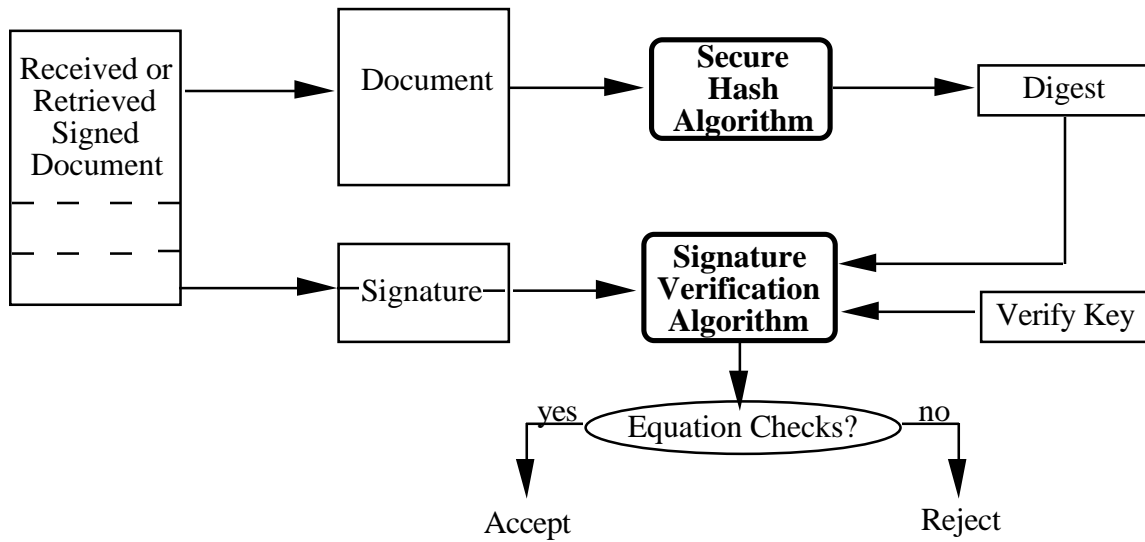 Received or
Retrieved
Signed
Document
Document
Secure
Hash
Algorithm
Digest
Signature
Signature
Verification
Algorithm
Verify Key
yes
Equation Checks?
no
Accept
Reject